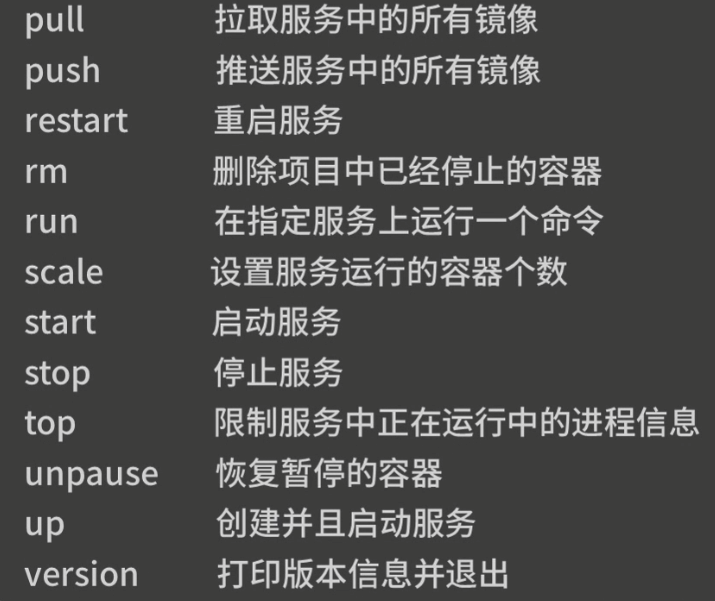 pull 拉取服务中的所有镜像
push 推送服务中的所有镜像
restart 重启服务
rm 删除项目中已经停止的容器
run 在指定服务上运行一个命令
scale 设置服务运行的容器个数
start 启动服务
stop 停止服务
top 限制服务中正在运行中的进程信息
unpause 恢复暂停的容器
up 创建并且启动服务
version 打印版本信息并退出